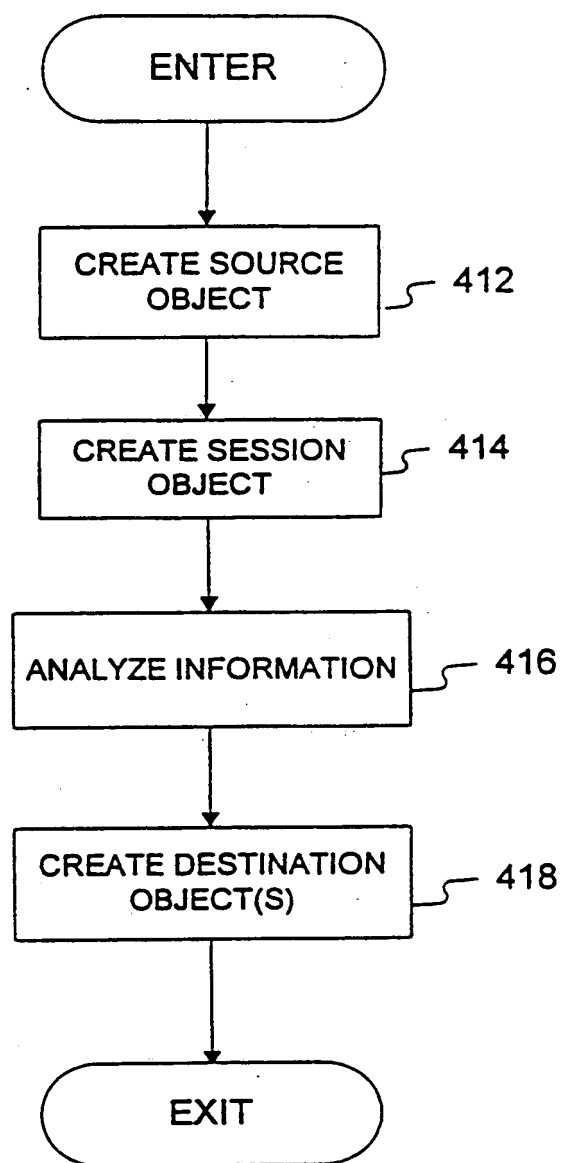 ENTER
CREATE SOURCE
OBJECT
412
CREATE SESSION
OBJECT
414
ANALYZE INFORMATION
416
CREATE DESTINATION
OBJECT(S)
418
EXIT